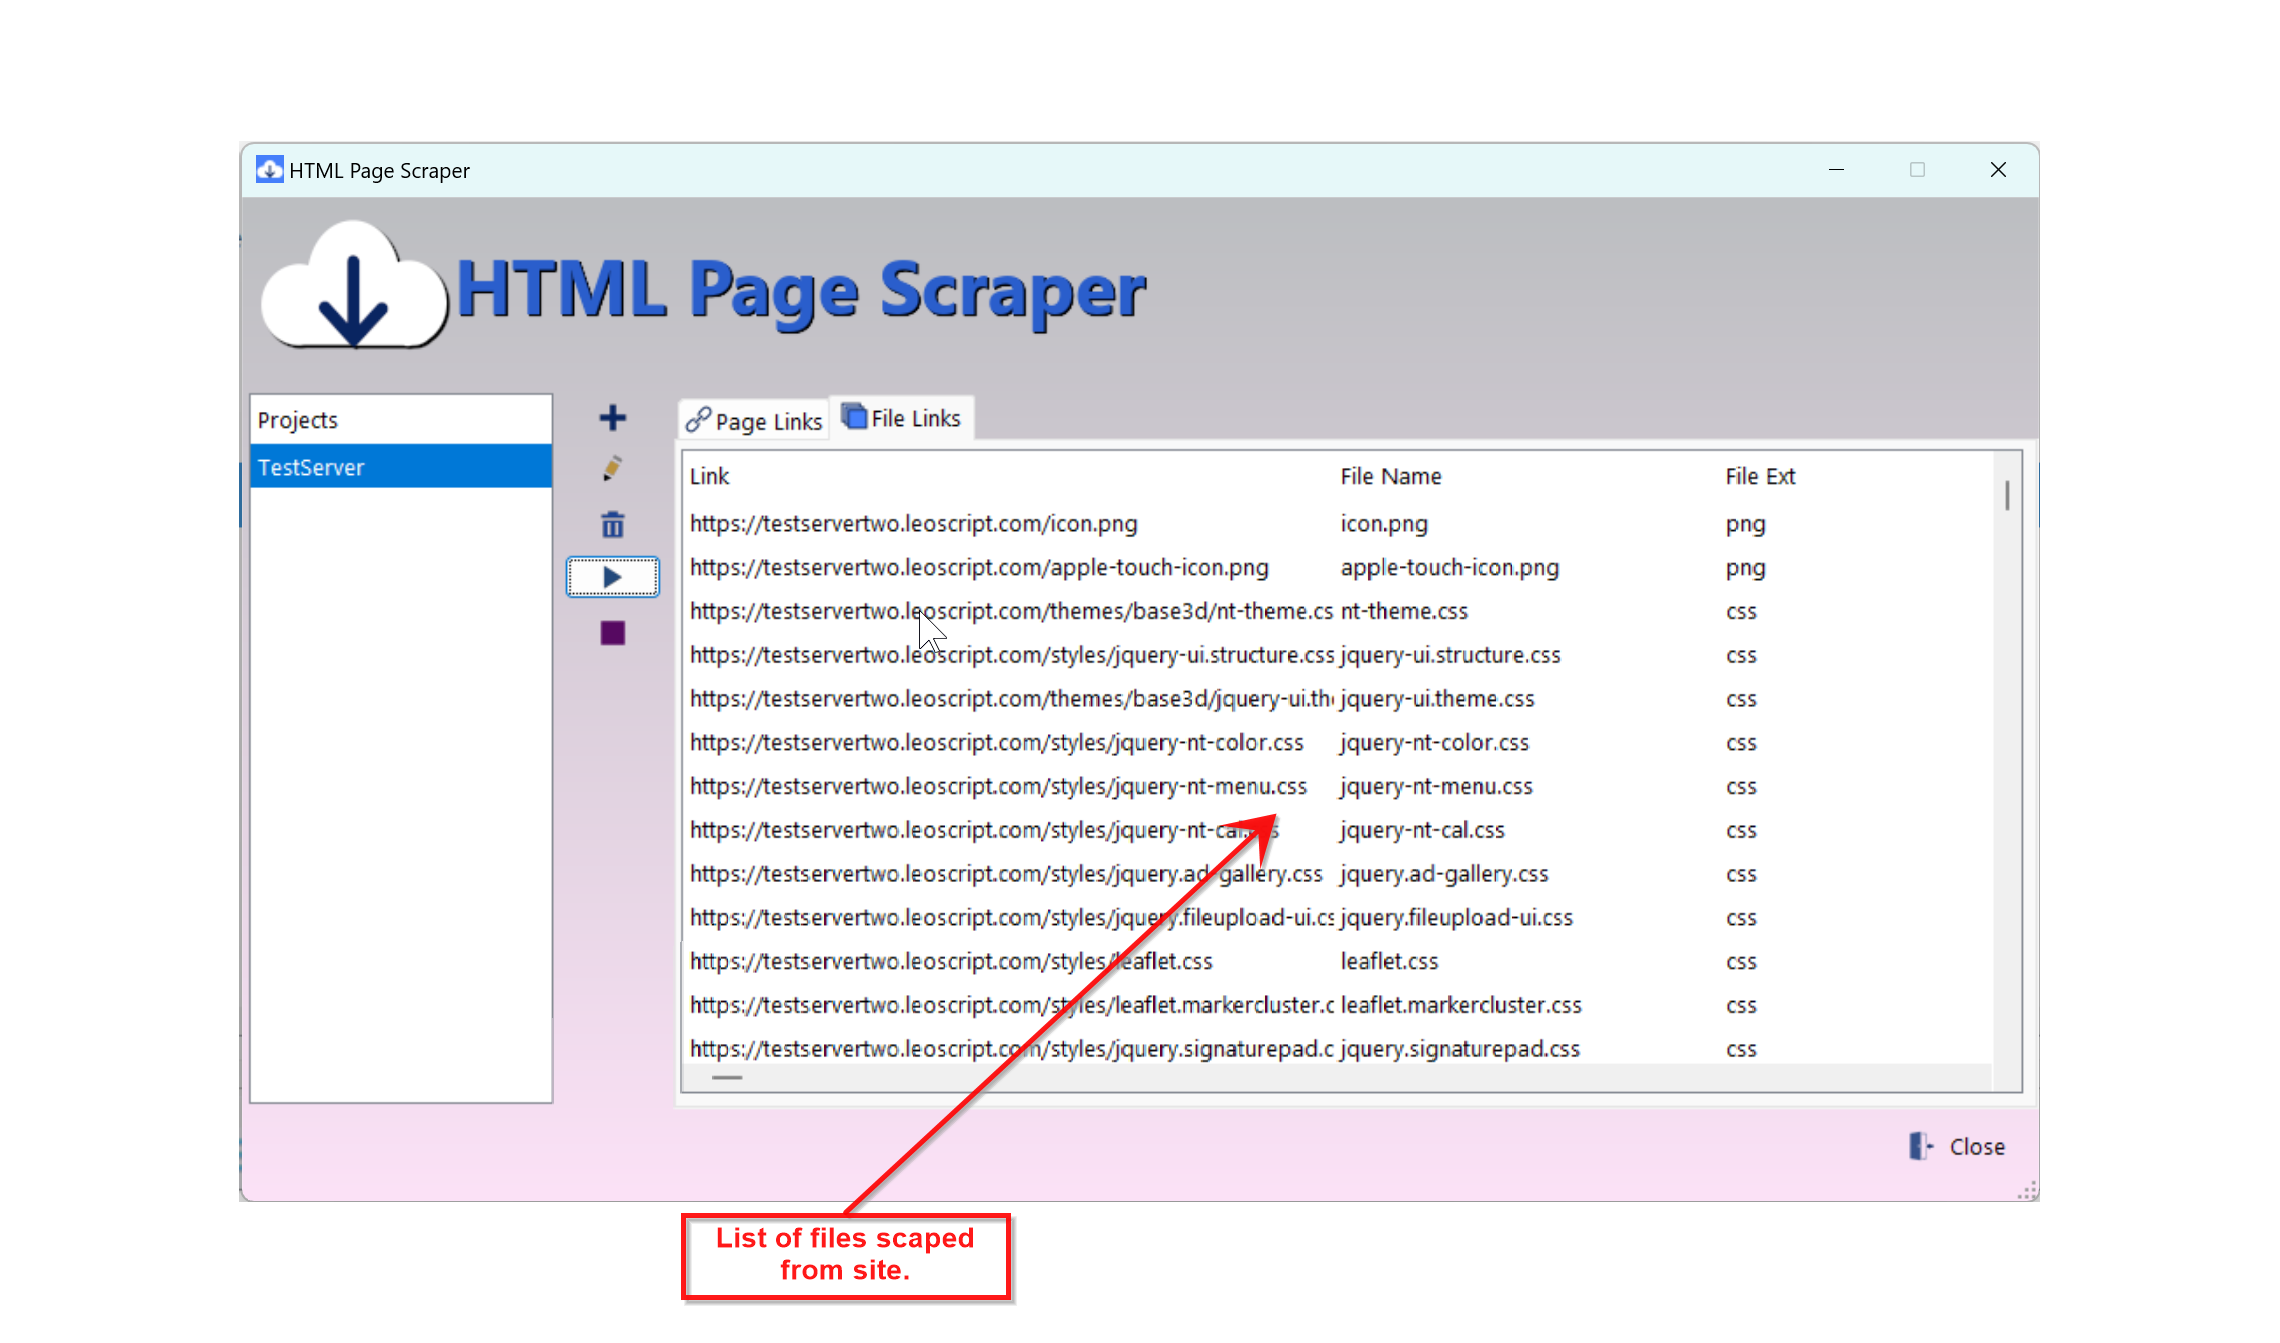 HTML Page Scraper
HTML Page Scraper
Projects
TestServer
Page Links File Links
Link File Name File Ext
https://testservertwo.leoscript.com/icon.png icon.png png
https://testservertwo.leoscript.com/apple-touch-icon.png apple-touch-icon.png png
https://testservertwo.leoscript.com/themes/base3d/nt-theme.cs nt-theme.css css
https://testservertwo.leoscript.com/styles/jquery-ui.structure.css jquery-ui.structure.css css
https://testservertwo.leoscript.com/themes/base3d/jquery-ui.th jquery-ui.theme.css css
https://testservertwo.leoscript.com/styles/jquery-nt-color.css jquery-nt-color.css css
https://testservertwo.leoscript.com/styles/jquery-nt-menu.css jquery-nt-menu.css css
https://testservertwo.leoscript.com/styles/jquery-nt-cal.css jquery-nt-cal.css css
https://testservertwo.leoscript.com/styles/jquery.ad-gallery.css jquery.ad-gallery.css css
https://testservertwo.leoscript.com/styles/jquery.fileupload-ui.cs jquery.fileupload-ui.css css
https://testservertwo.leoscript.com/styles/leaflet.css leaflet.css css
https://testservertwo.leoscript.com/styles/leaflet.markercluster.c leaflet.markercluster.css css
https://testservertwo.leoscript.com/styles/jquery.signaturepad.c jquery.signaturepad.css css
Close
List of files scaped
from site.